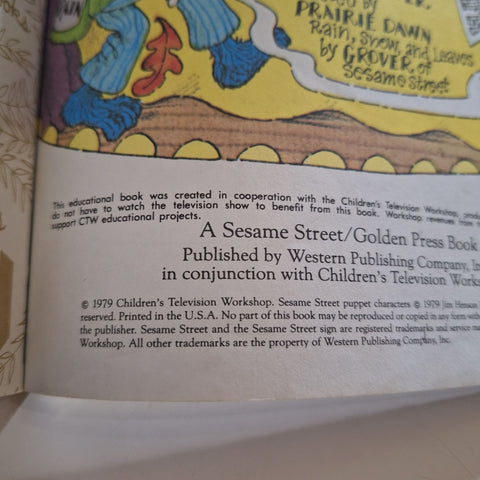 by
PRAIRIE DAWN
Rain, Snow, and Leaves
by GROVER, of
Sesame Street
This educational book was created in cooperation with the Children's Television Workshop,
do not have to watch the television show to benefit from this book. Workshop revenues from
support CTW educational projects.
A Sesame Street/Golden Press Book
Published by Western Publishing Company,
in conjunction with Children's Television
© 1979 Children's Television Workshop. Sesame Street puppet characters © 1979 Jim Henson
reserved. Printed in the U.S.A. No part of this book may be reproduced or copied in any form
the publisher. Sesame Street and the Sesame Street sign are registered trademarks and service
Workshop. All other trademarks are the property of Western Publishing Company, Inc.